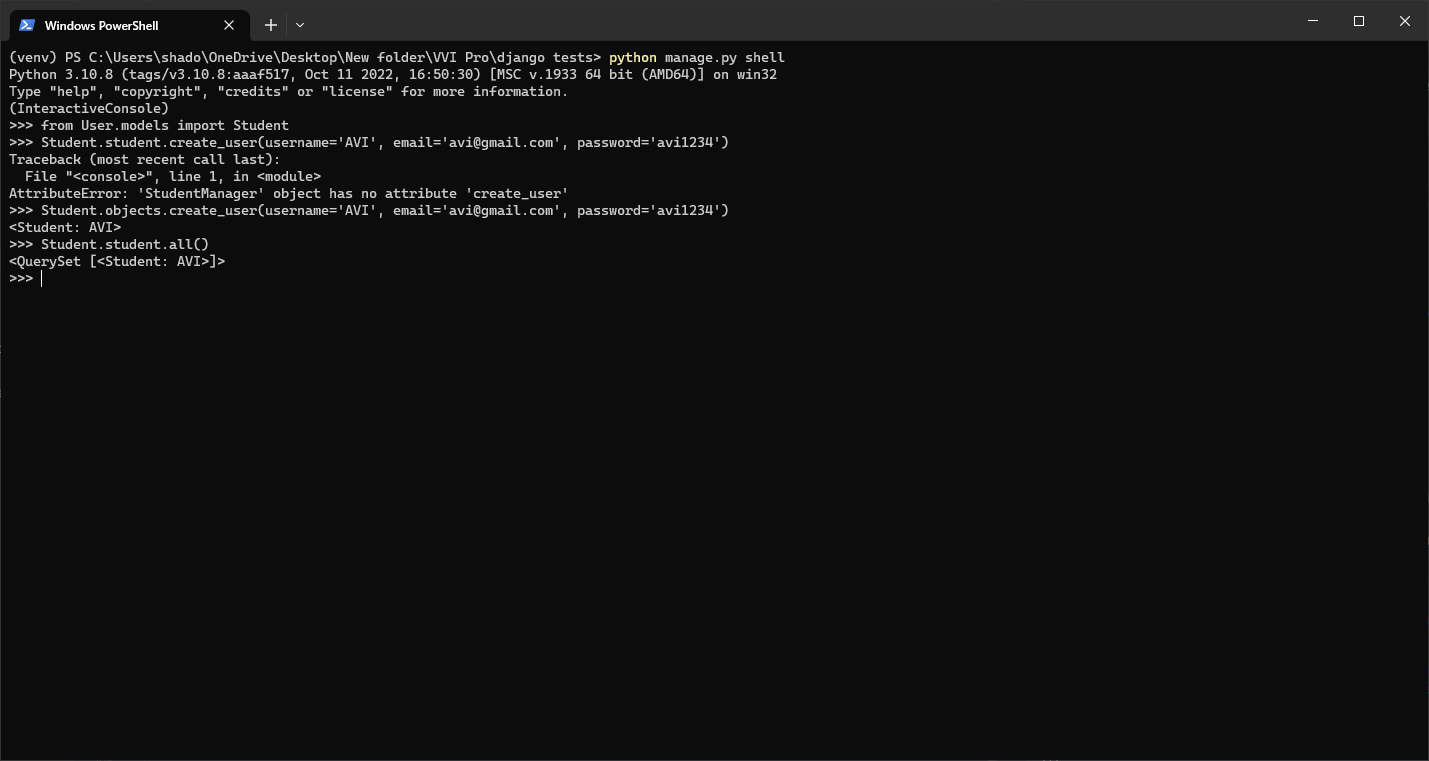 Windows PowerShell
(venv) PS C:\Users\shado\OneDrive\Desktop\New folder\VVI Pro\django tests> python manage.py shell
Python 3.10.8 (tags/v3.10.8:aaaf517, Oct 11 2022, 16:50:30) [MSC v.1933 64 bit (AMD64)] on win32
Type "help", "copyright", "credits" or "license" for more information.
(InteractiveConsole)
>>> from User.models import Student
>>> Student.student.create_user(username='AVI', email='avi@gmail.com', password='avi1234')
Traceback (most recent call last):
  File "<console>", line 1, in <module>
AttributeError: 'StudentManager' object has no attribute 'create_user'
>>> Student.objects.create_user(username='AVI', email='avi@gmail.com', password='avi1234')
<Student: AVI>
>>> Student.student.all()
<QuerySet [<Student: AVI>]>
>>>